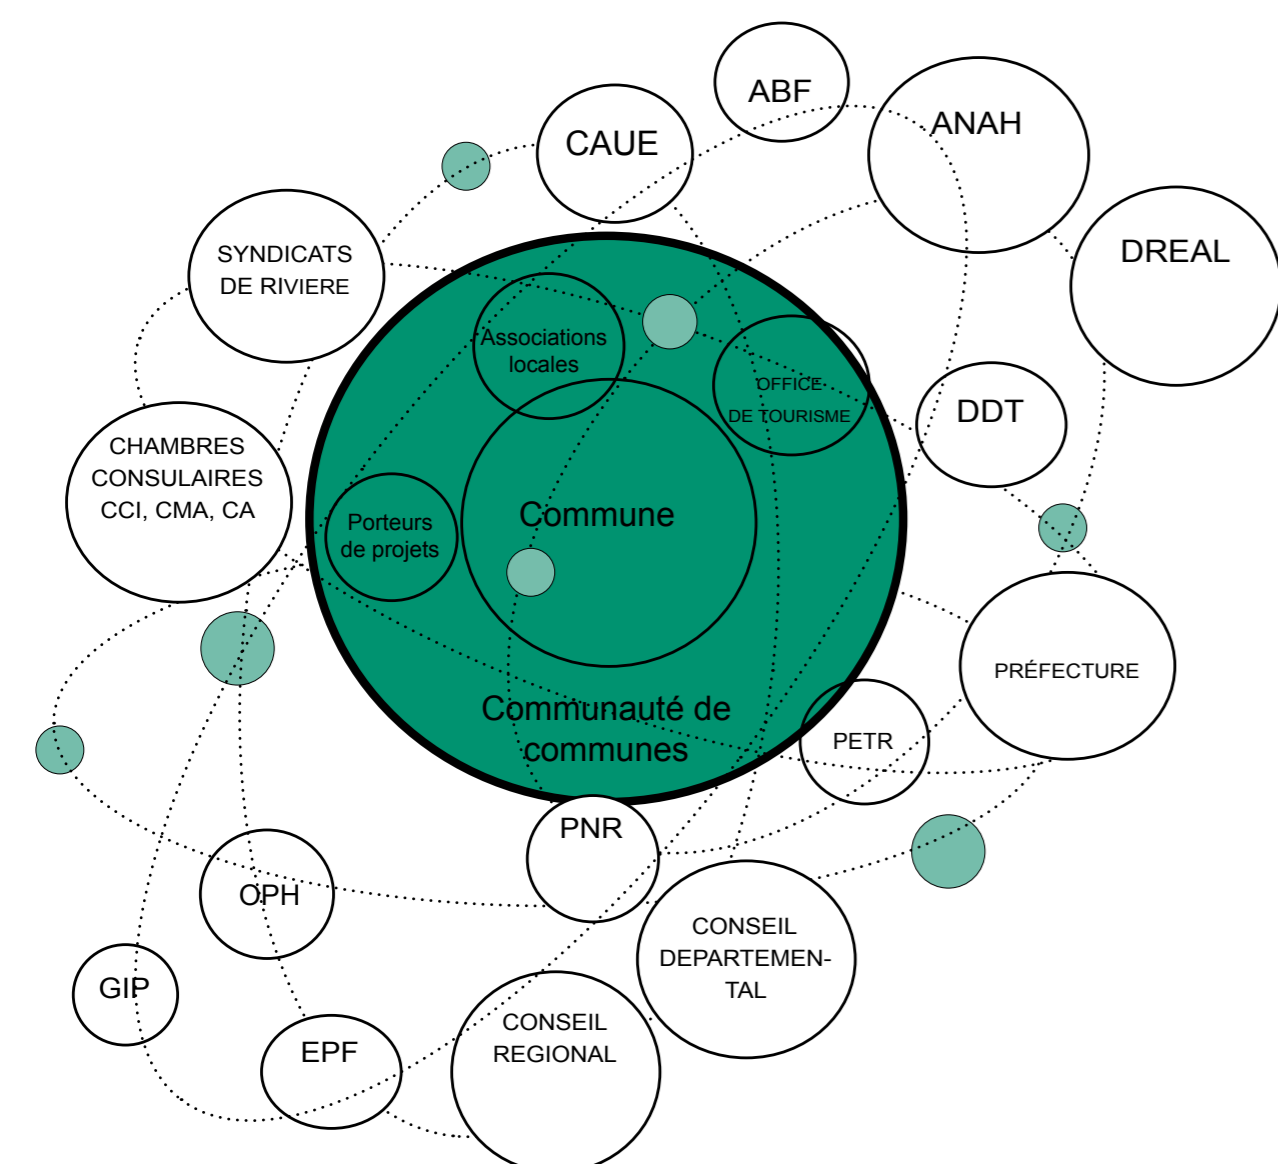 ABF
ANAH
CAUE
DREAL
SYNDICATS
DE RIVIERE
Associations
locales
OFFICE
DE TOURISME
DDT
CHAMBRES
CONSULAIRES
CCI, CMA, CA
Commune
Porteurs
de projets
PRÉFECTURE
Communauté de
communes
PETR
PNR
OPH
CONSEIL
DEPARTEMEN-
TAL
GIP
CONSEIL
REGIONAL
EPF